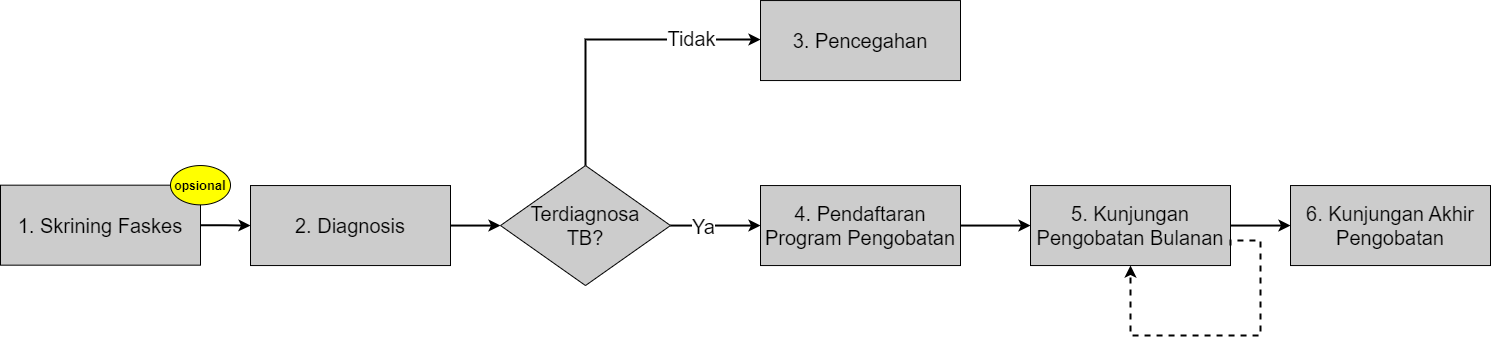 Tidak
3. Pencegahan
opsional
1. Skrining Faskes
2. Diagnosis
Terdiagnosa
TB?
Ya
4. Pendaftaran
Program Pengobatan
5. Kunjungan
Pengobatan Bulanan
6. Kunjungan Akhir
Pengobatan